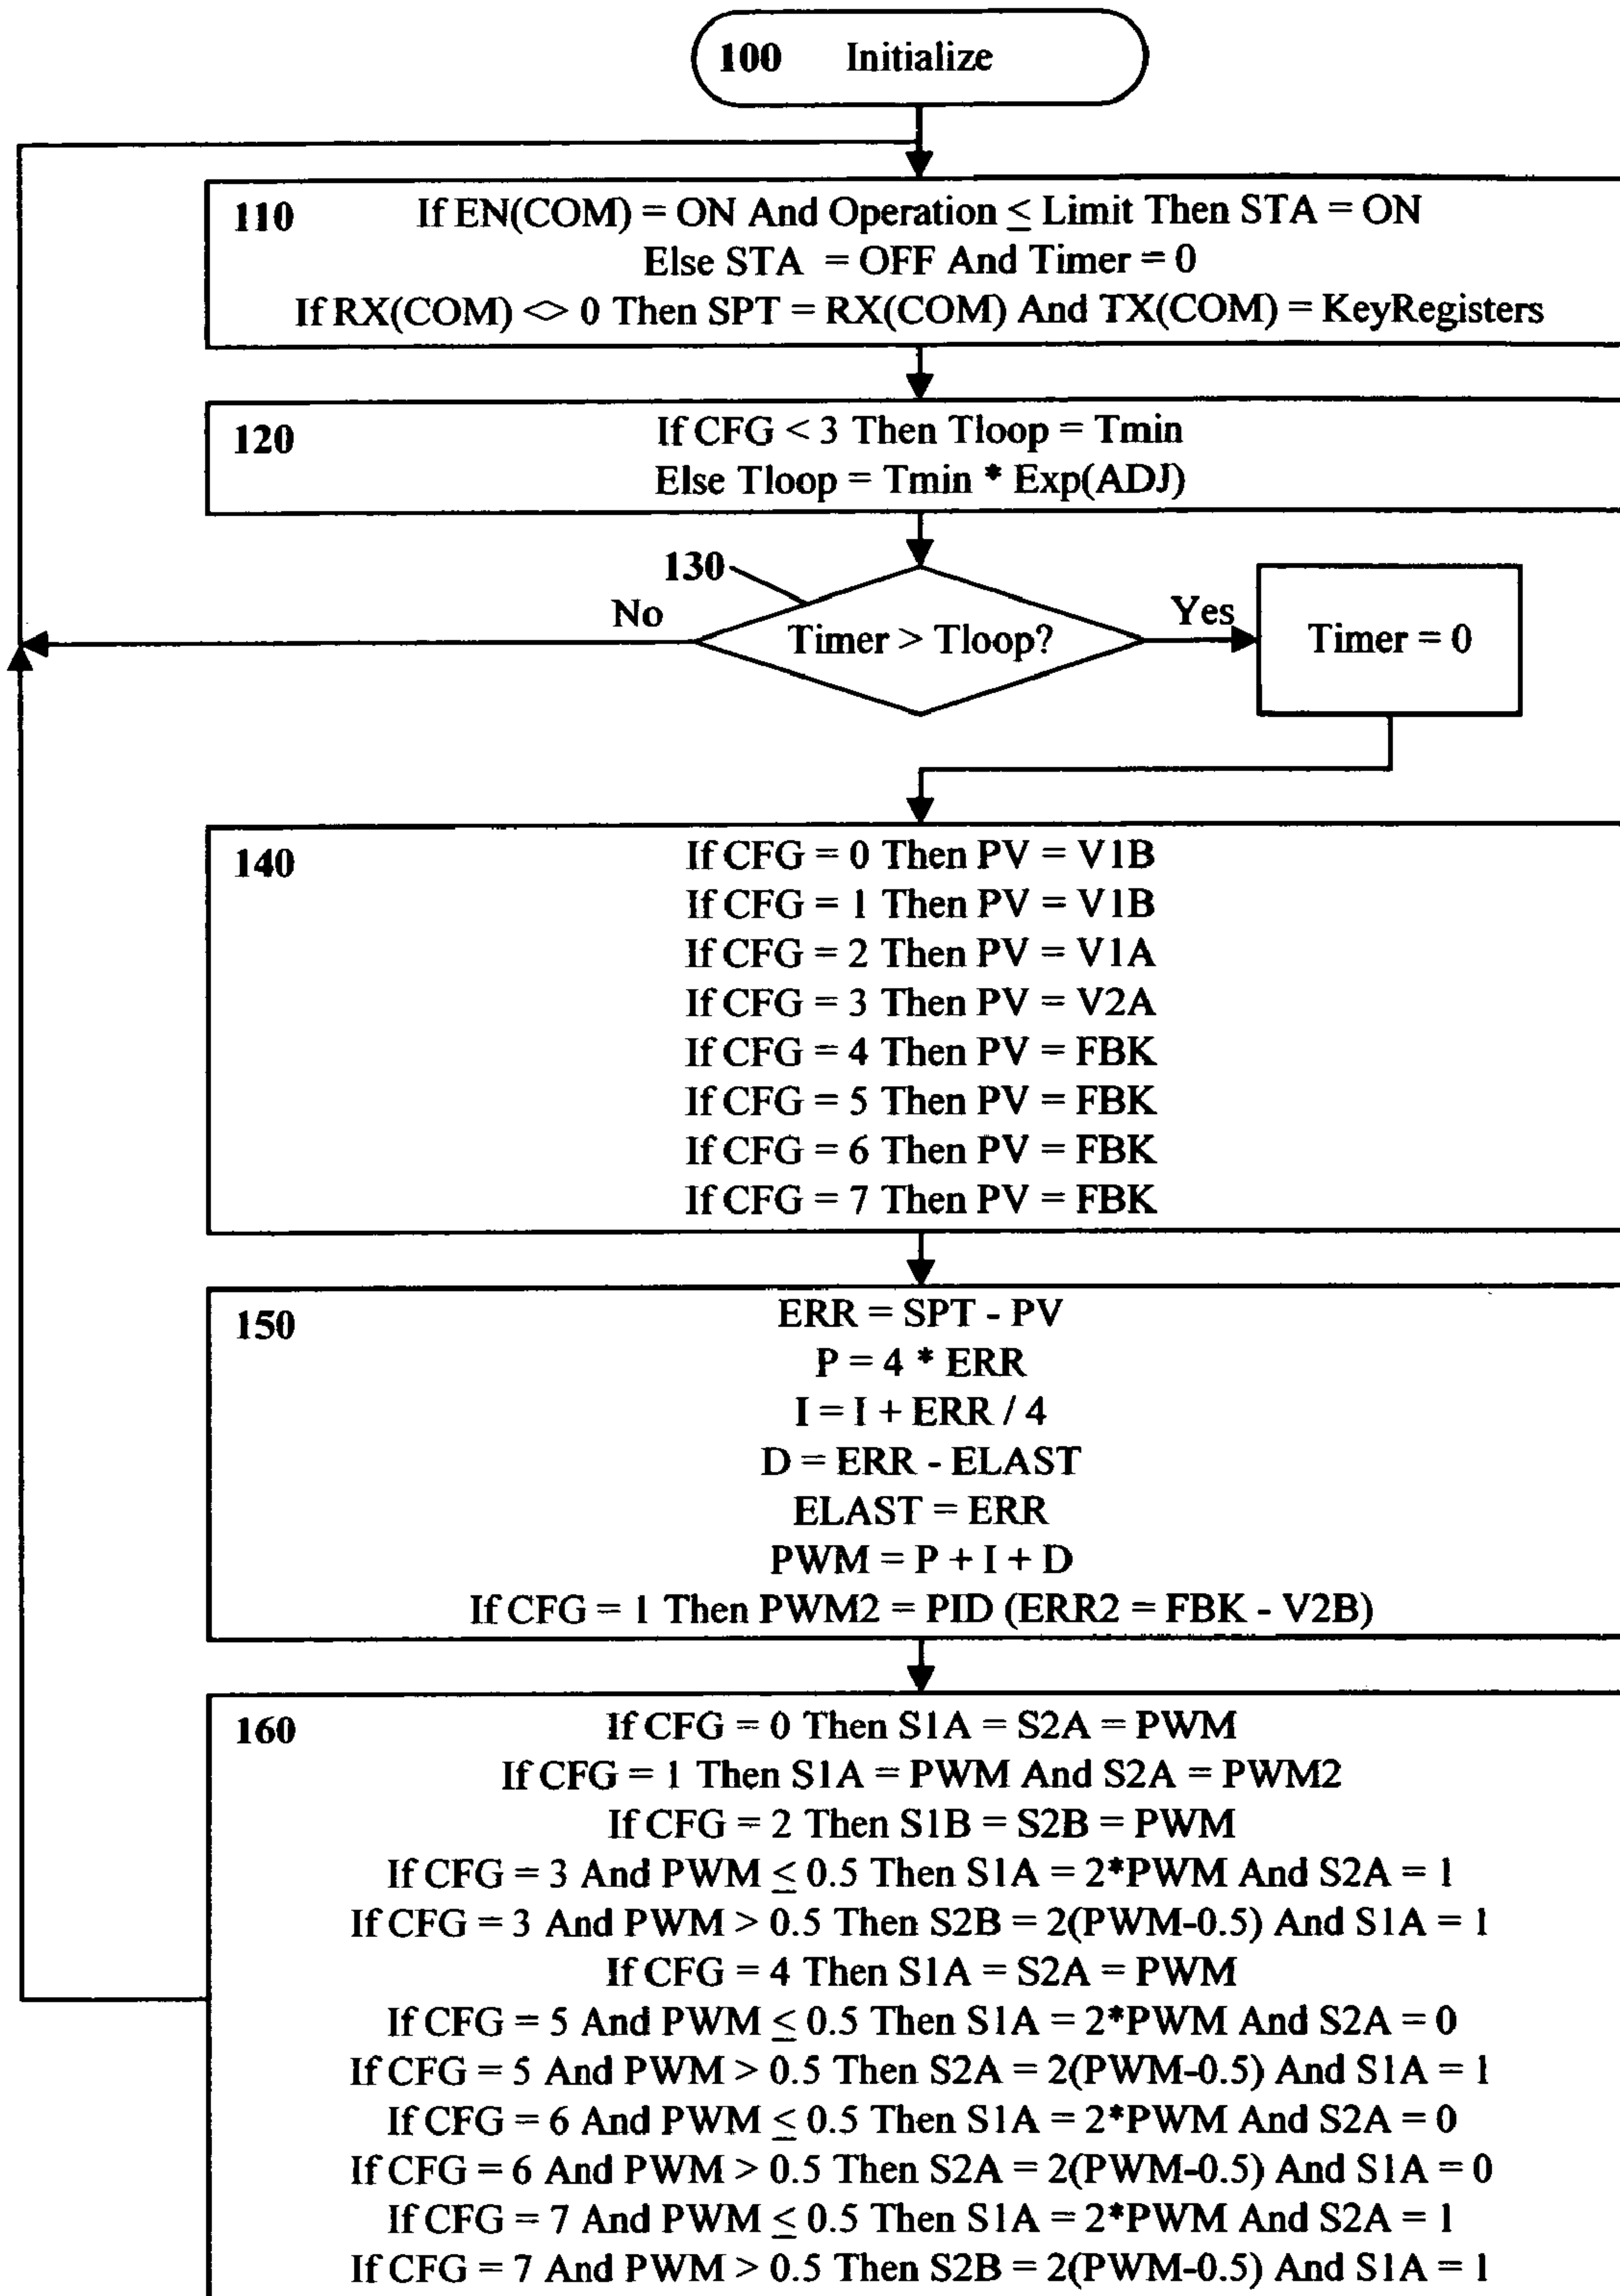 100 Initialize
110 If EN(COM) = ON And Operation ≤ Limit Then STA = ON
Else STA = OFF And Timer = 0
If RX(COM) <> 0 Then SPT = RX(COM) And TX(COM) = KeyRegisters
120 If CFG < 3 Then Tloop = Tmin
Else Tloop = Tmin * Exp(ADJ)
130
No
Timer > Tloop?
Yes
Timer = 0
140 If CFG = 0 Then PV = V1B
If CFG = 1 Then PV = V1B
If CFG = 2 Then PV = V1A
If CFG = 3 Then PV = V2A
If CFG = 4 Then PV = FBK
If CFG = 5 Then PV = FBK
If CFG = 6 Then PV = FBK
If CFG = 7 Then PV = FBK
150 ERR = SPT - PV
P = 4 * ERR
I = I + ERR / 4
D = ERR - ELAST
ELAST = ERR
PWM = P + I + D
If CFG = 1 Then PWM2 = PID (ERR2 = FBK - V2B)
160 If CFG = 0 Then S1A = S2A = PWM
If CFG = 1 Then S1A = PWM And S2A = PWM2
If CFG = 2 Then S1B = S2B = PWM
If CFG = 3 And PWM ≤ 0.5 Then S1A = 2*PWM And S2A = 1
If CFG = 3 And PWM > 0.5 Then S2B = 2(PWM-0.5) And S1A = 1
If CFG = 4 Then S1A = S2A = PWM
If CFG = 5 And PWM ≤ 0.5 Then S1A = 2*PWM And S2A = 0
If CFG = 5 And PWM > 0.5 Then S2A = 2(PWM-0.5) And S1A = 1
If CFG = 6 And PWM ≤ 0.5 Then S1A = 2*PWM And S2A = 0
If CFG = 6 And PWM > 0.5 Then S2A = 2(PWM-0.5) And S1A = 0
If CFG = 7 And PWM ≤ 0.5 Then S1A = 2*PWM And S2A = 1
If CFG = 7 And PWM > 0.5 Then S2B = 2(PWM-0.5) And S1A = 1